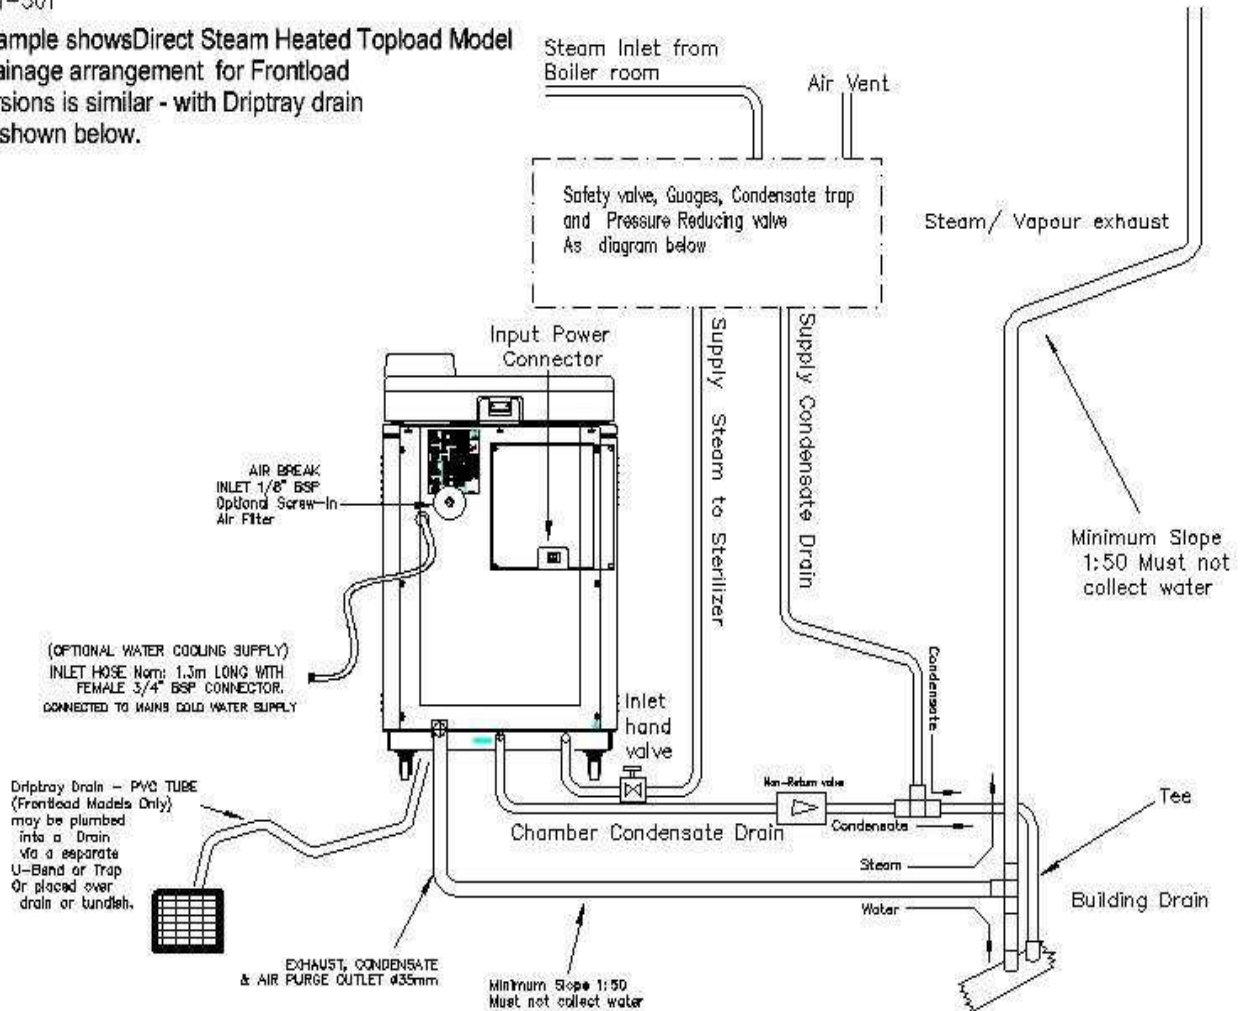 ample showsDirect Steam Heated Topload Model
ainage arrangement for Frontload
rsions is similar - with Driptray drain
shown below.
Steam Inlet from
Boiler room
Air Vent
Safety valve, Guages, Condensate trap
and Pressure Reducing valve
As diagram below
Steam/ Vapour exhaust
Input Power
Connector
Supply Steam to Sterilizer
Supply Condensate Drain
AIR BREAK
INLET 1/8" BSP
Optional Screw-in
Air Filter
Minimum Slope
1:50 Must not
collect water
(OPTIONAL WATER COOLING SUPPLY)
INLET HOSE Nom: 1.3m LONG WITH
FEMALE 3/4" BSP CONNECTOR.
CONNECTED TO MAINS COLD WATER SUPPLY
Condensate
Inlet
hand
valve
Driptray Drain - PVC TUBE
(Frontload Models Only)
may be plumbed
into a Drain
via a separate
U-Bend or Trap
Or placed over
drain or tundish.
Non-Return valve
Chamber Condensate Drain
Condensate
Tee
Steam
Water
Building Drain
EXHAUST, CONDENSATE
& AIR PURGE OUTLET Ø35mm
Minimum Slope 1:50
Must not collect water